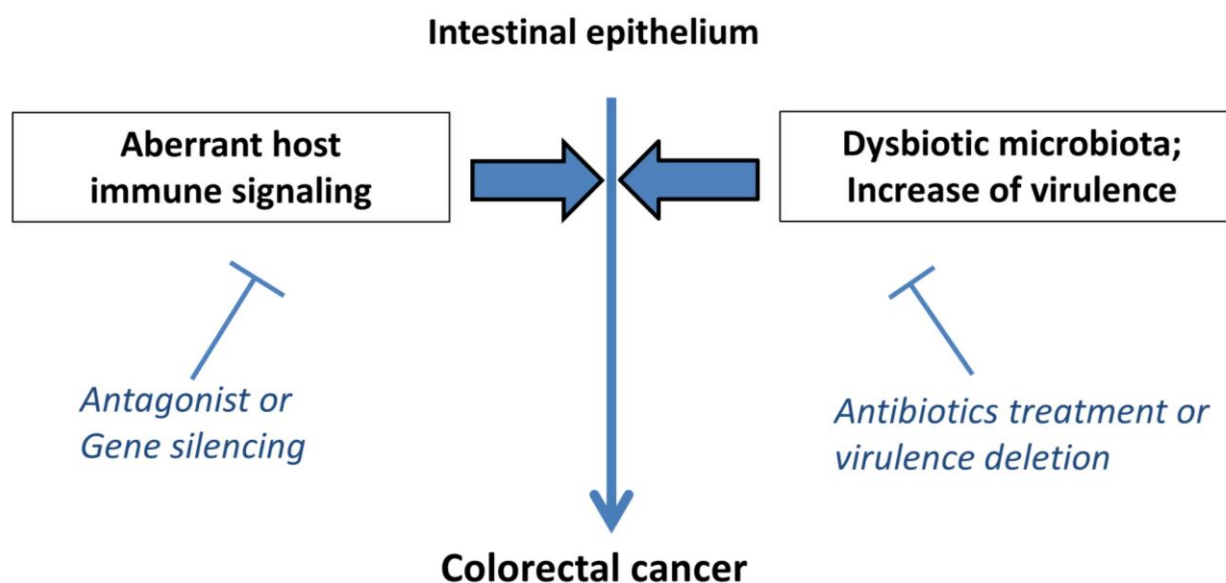 Intestinal epithelium
Aberrant host
immune signaling
Dysbiotic microbiota;
Increase of virulence
Antagonist or
Gene silencing
Antibiotics treatment or
virulence deletion
Colorectal cancer